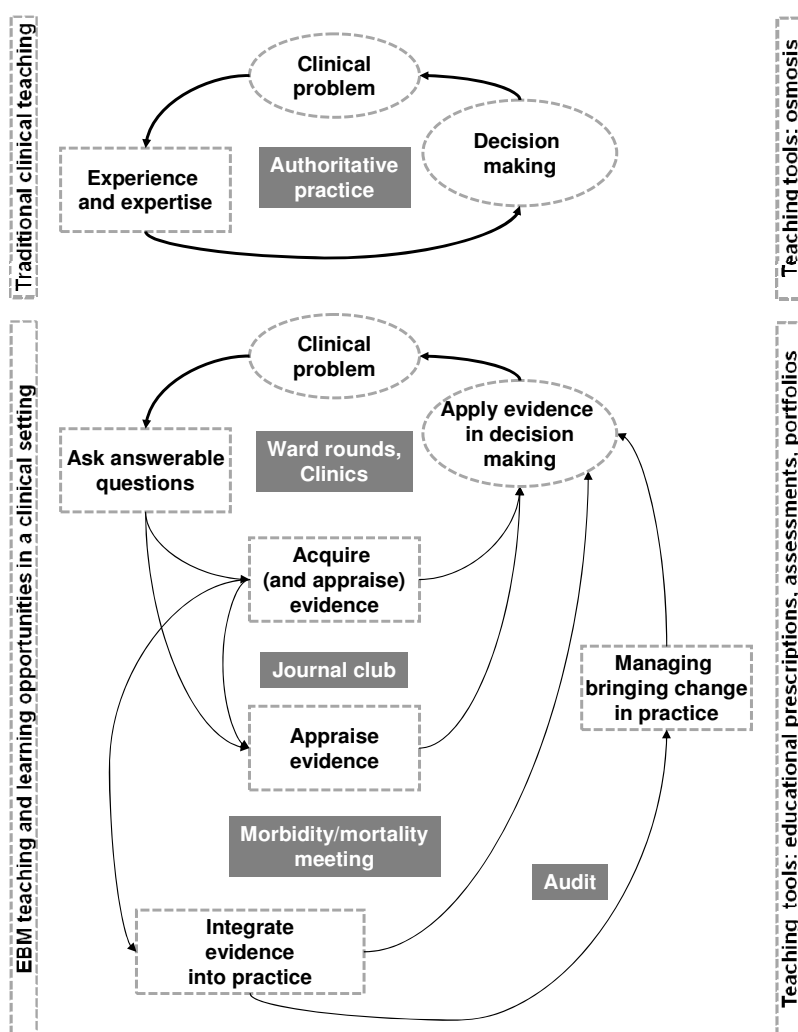 Traditional clinical teaching
Teaching tools: osmosis
Clinical
problem
Decision
making
Authoritative
practice
Experience
and expertise
EBM teaching and learning opportunities in a clinical setting
Teaching tools: educational prescriptions, assessments, portfolios
Clinical
problem
Apply evidence
in decision
making
Ward rounds,
Clinics
Ask answerable
questions
Acquire
(and appraise)
evidence
Journal club
Managing
bringing change
in practice
Appraise
evidence
Morbidity/mortality
meeting
Audit
Integrate
evidence
into practice